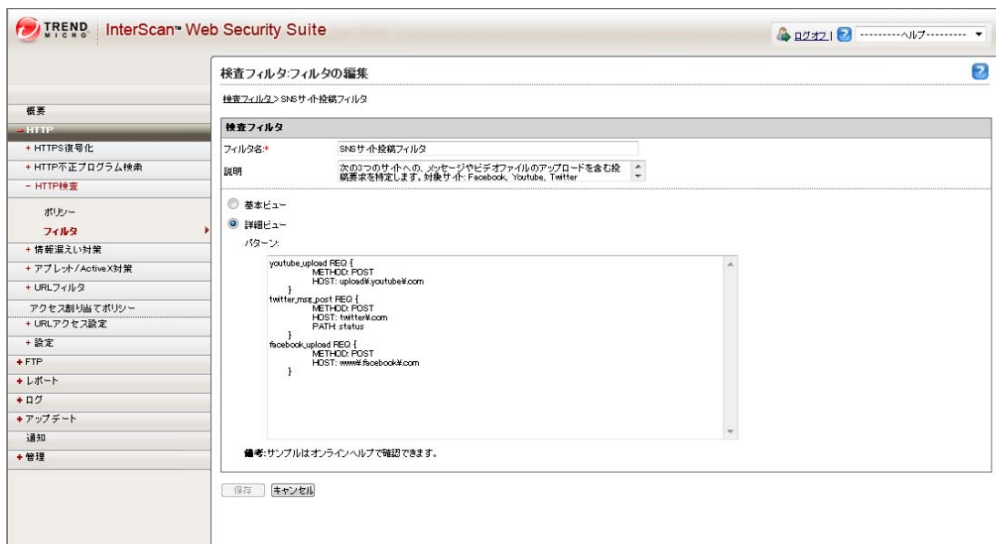 TREND MICRO InterScan™ Web Security Suite
ログオフ | ? ---------ヘルプ---------
検査フィルタ:フィルタの編集 ?
検査フィルタ > SNSサイト投稿フィルタ
概要
HTTP
+ HTTPS復号化
+ HTTP不正プログラム検索
- HTTP検査
ポリシー
フィルタ
+ 情報漏えい対策
+ アプレット/ActiveX対策
+ URLフィルタ
アクセス割り当てポリシー
+ URLアクセス設定
+ 設定
+ FTP
+ レポート
+ ログ
+ アップデート
通知
+ 管理
検査フィルタ
フィルタ名:* SNSサイト投稿フィルタ
説明 次の3つのサイトへの、メッセージやビデオファイルのアップロードを含む投
稿要求を特定します。対象サイト: Facebook、Youtube、Twitter
基本ビュー
詳細ビュー
パターン:
youtube_upload REQ {
METHOD: POST
HOST: upload¥.youtube¥.com
}
twitter_msg_post REQ {
METHOD: POST
HOST: twitter¥.com
PATH: status
}
facebook_upload REQ {
METHOD: POST
HOST: www¥.facebook¥.com
}
備考:サンプルはオンラインヘルプで確認できます。
保存 キャンセル